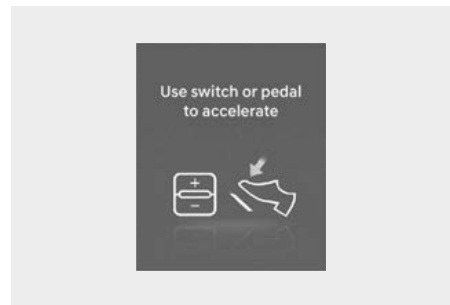 Use switch or pedal
to accelerate
+
−